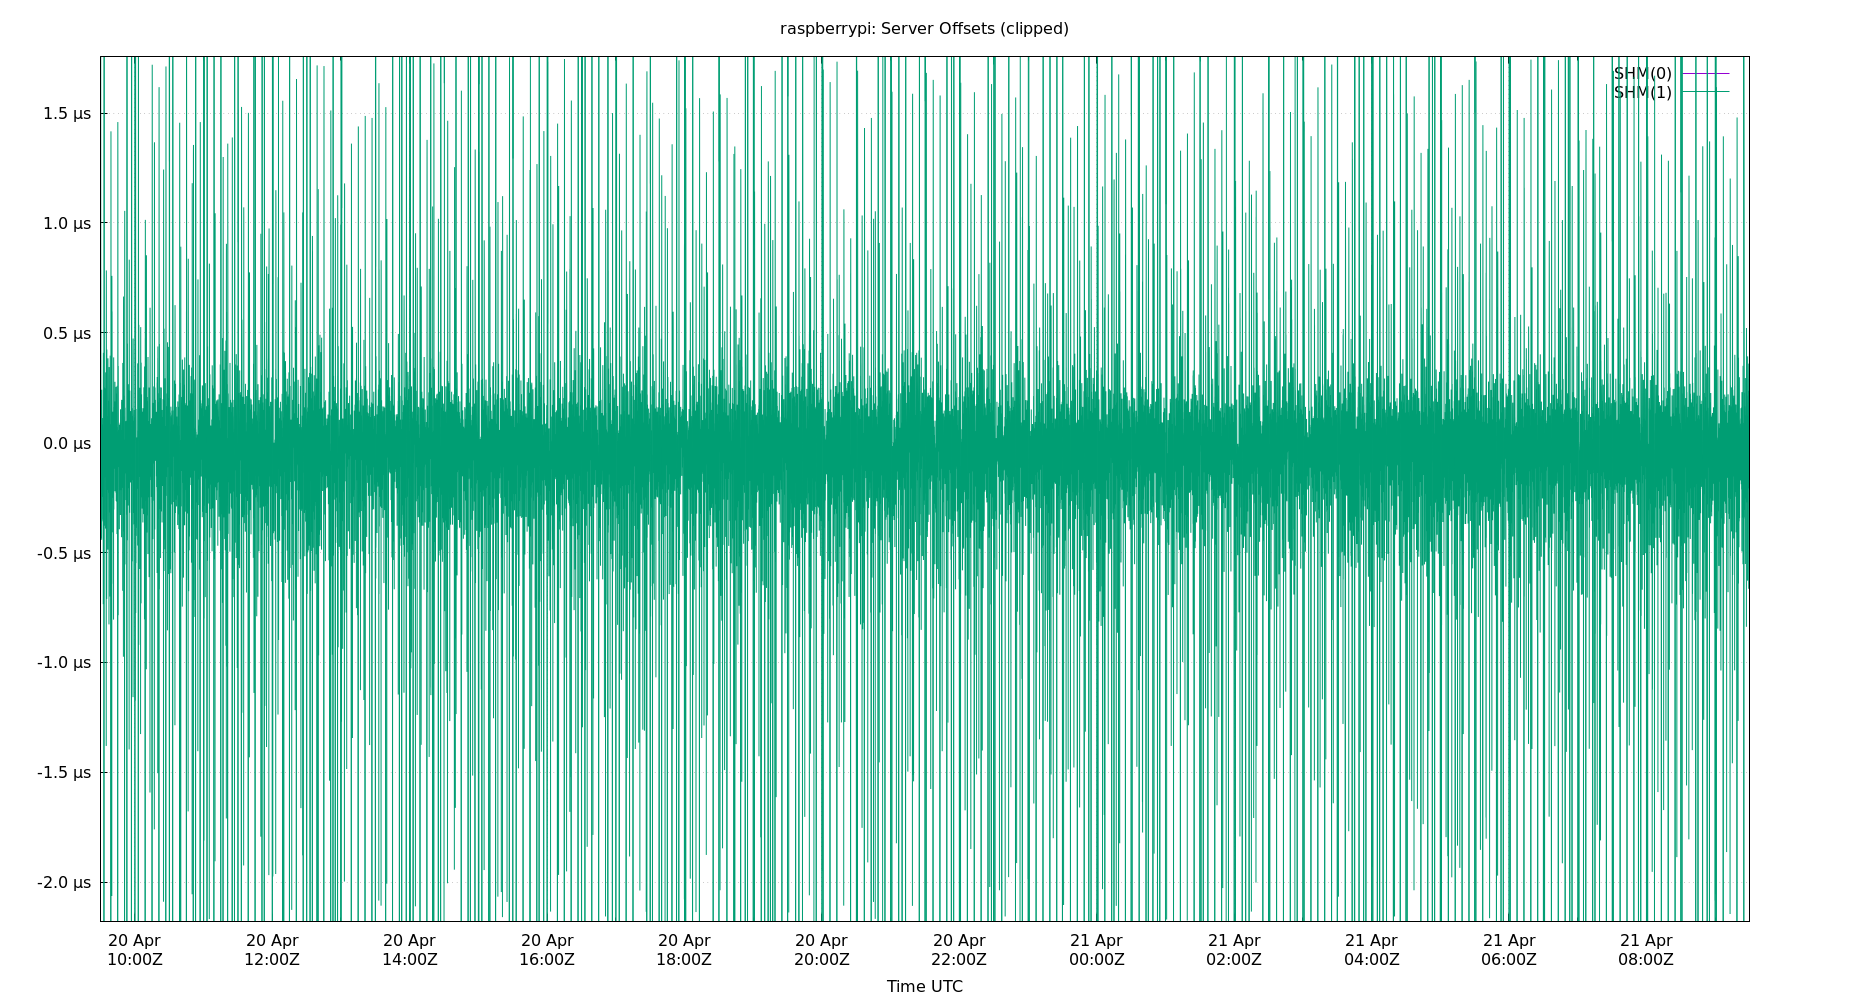 raspberrypi: Server Offsets (clipped)
SHM(0)
SHM(1)
1.5 µs
1.0 µs
0.5 µs
0.0 µs
-0.5 µs
-1.0 µs
-1.5 µs
-2.0 µs
20 Apr 20 Apr 20 Apr 20 Apr 20 Apr 20 Apr 20 Apr 21 Apr 21 Apr 21 Apr 21 Apr 21 Apr
10:00Z 12:00Z 14:00Z 16:00Z 18:00Z 20:00Z 22:00Z 00:00Z 02:00Z 04:00Z 06:00Z 08:00Z
Time UTC